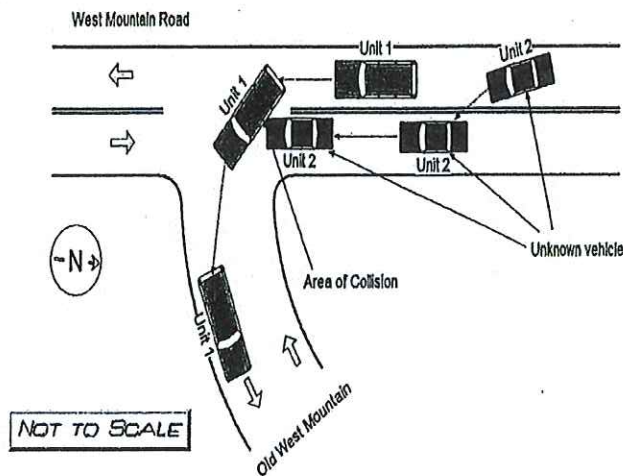 West Mountain Road
Unit 1
Unit 2
Unit 1
Unit 2
Unit 2
Unknown vehicle
-N→
Area of Collision
Unit 1
NOT TO SCALE
Old West Mountain